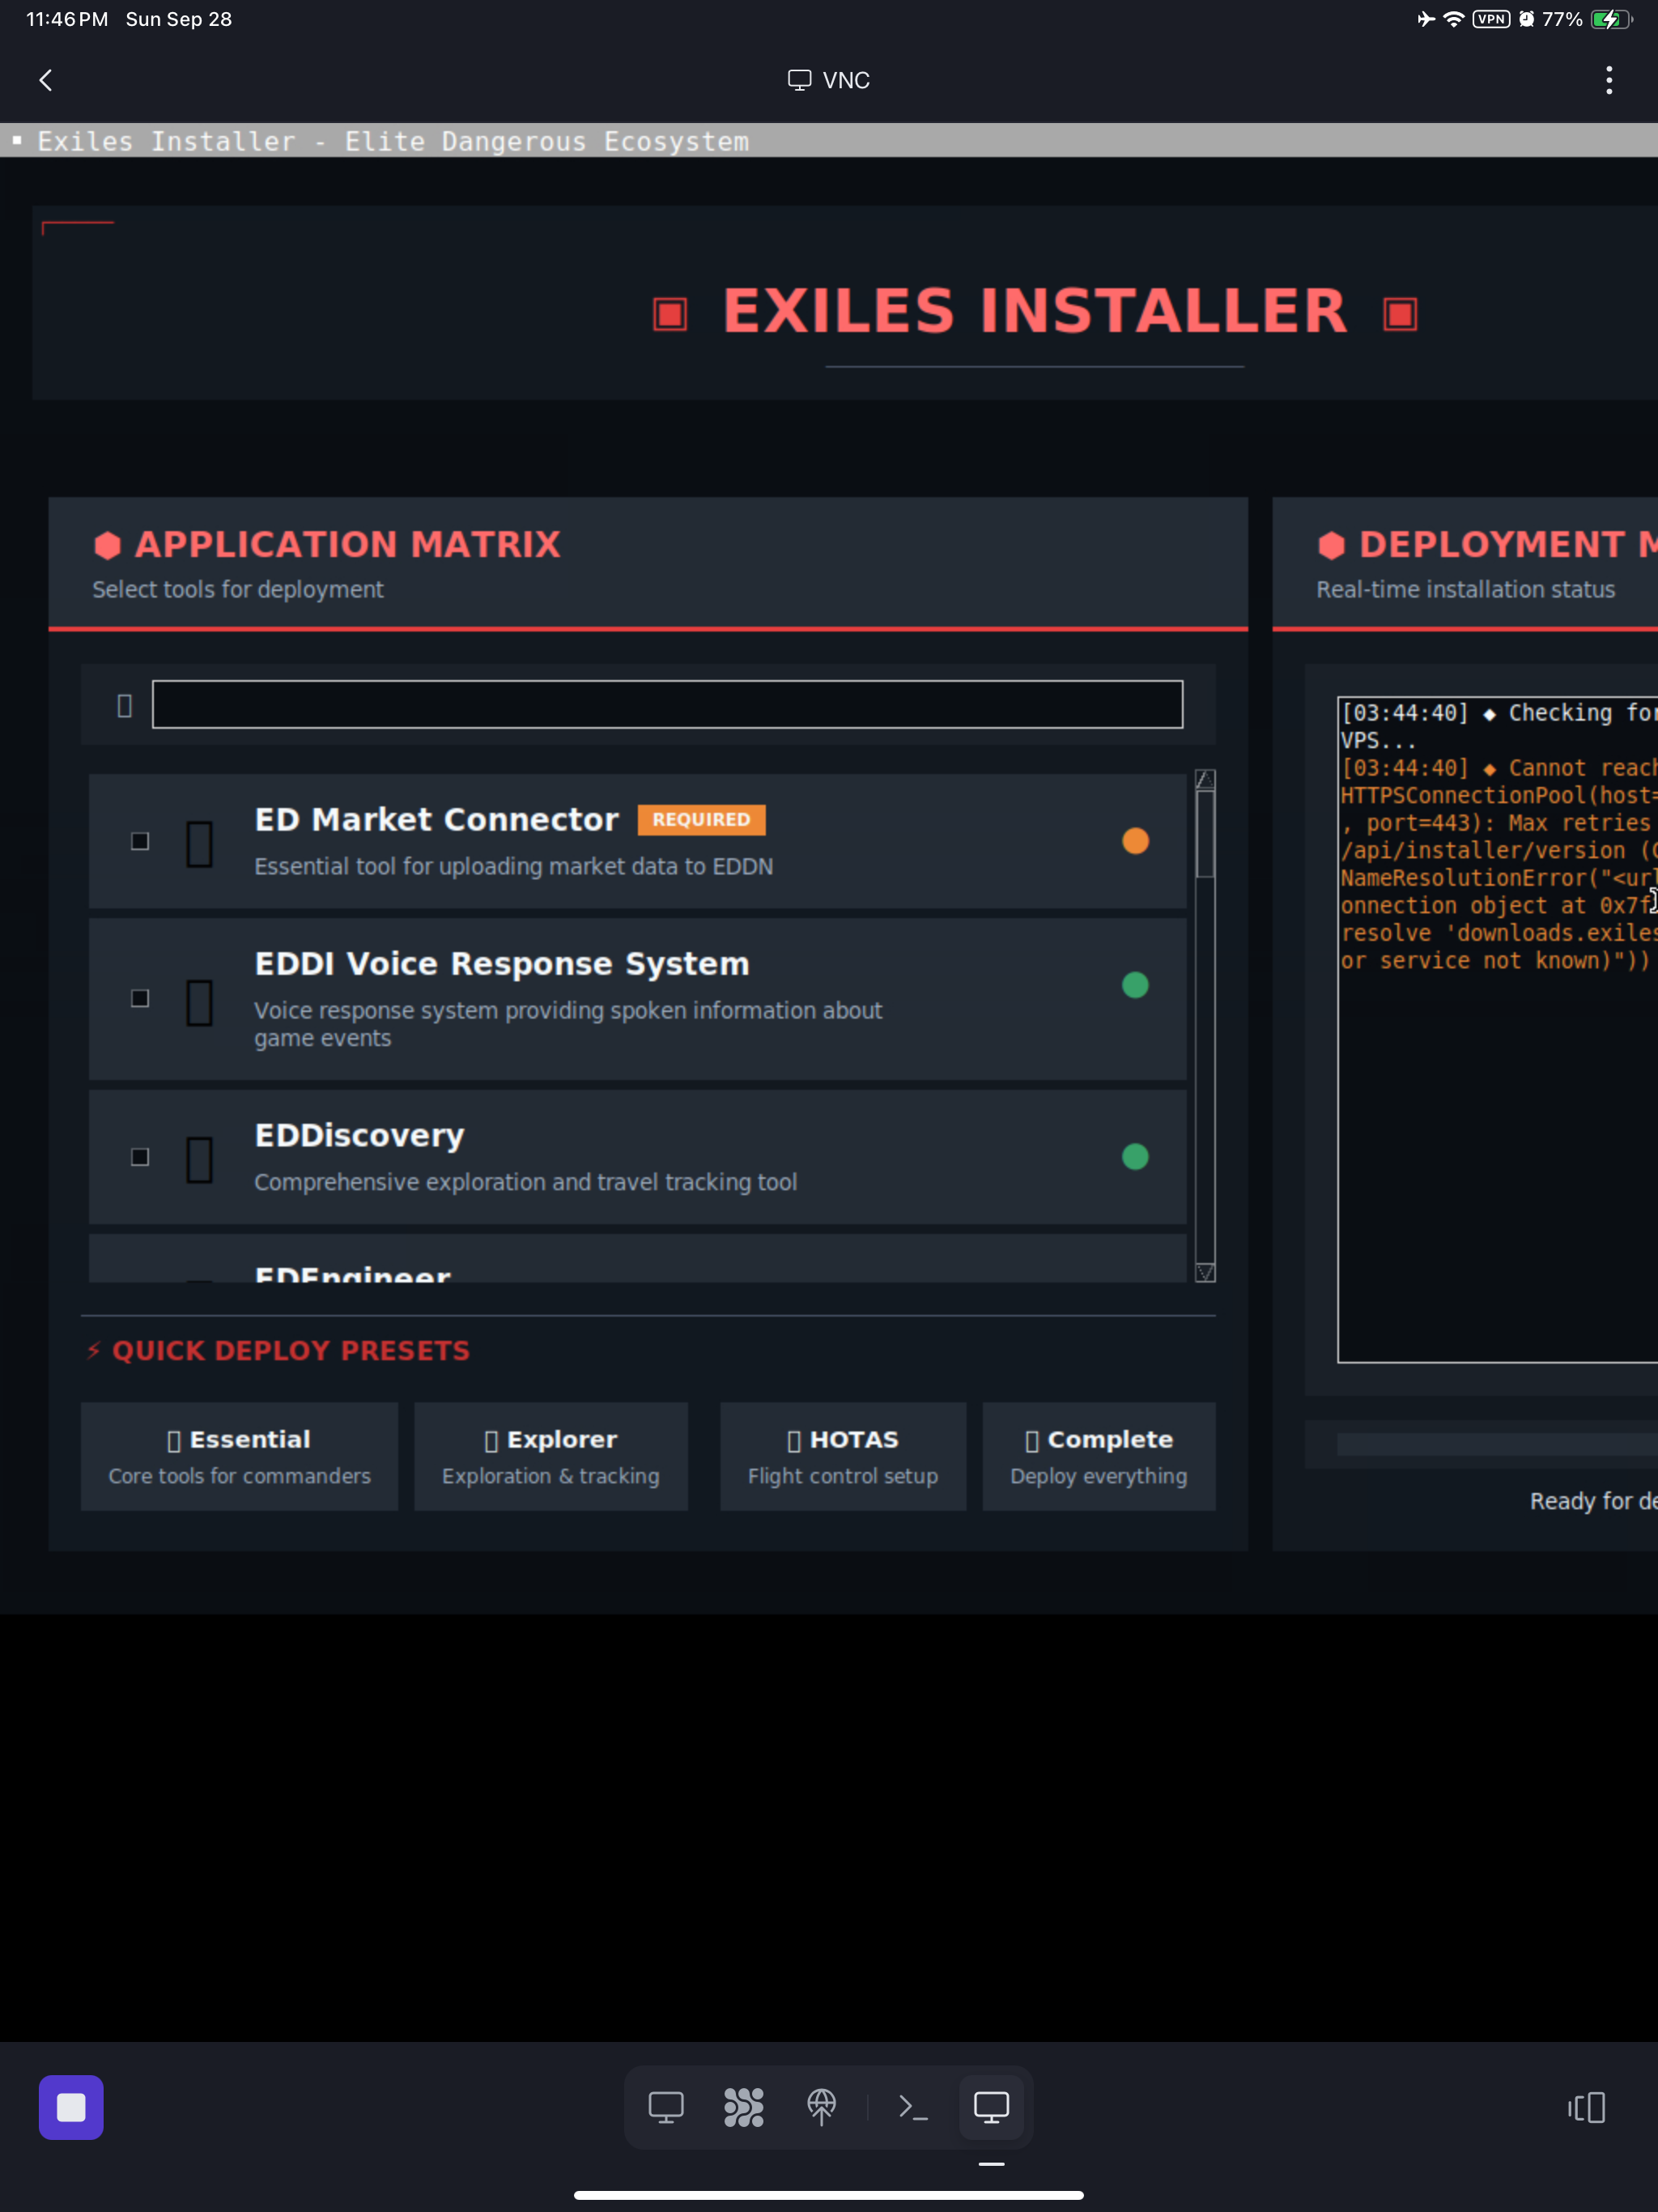 11:46 PM Sun Sep 28
VPN 77%
VNC
Exiles Installer - Elite Dangerous Ecosystem
EXILES INSTALLER
APPLICATION MATRIX
Select tools for deployment
ED Market Connector REQUIRED
Essential tool for uploading market data to EDDN
EDDI Voice Response System
Voice response system providing spoken information about
game events
EDDiscovery
Comprehensive exploration and travel tracking tool
EDEngineer
⚡ QUICK DEPLOY PRESETS
Essential
Core tools for commanders
Explorer
Exploration & tracking
HOTAS
Flight control setup
Complete
Deploy everything
DEPLOYMENT M
Real-time installation status
[03:44:40] ◆ Checking for
VPS...
[03:44:40] ◆ Cannot reach
HTTPSConnectionPool(host=
, port=443): Max retries
/api/installer/version (C
NameResolutionError("<url
onnection object at 0x7f
resolve 'downloads.exiles
or service not known)"))
Ready for de